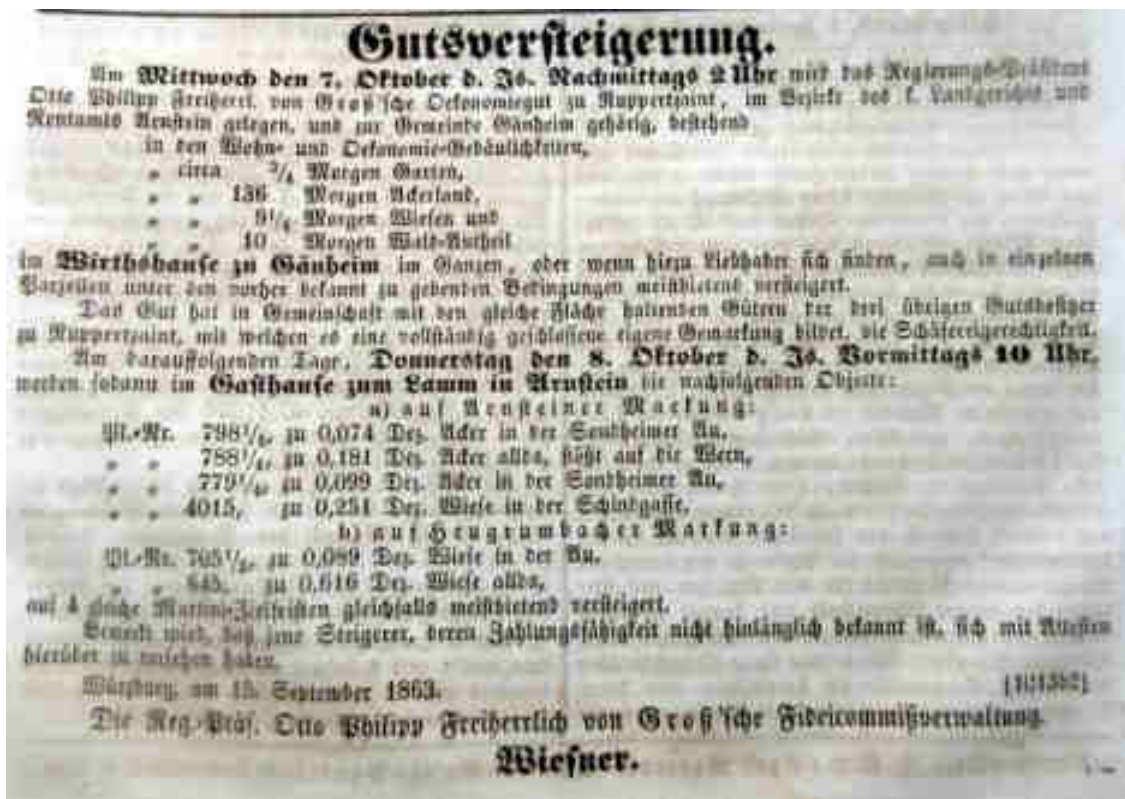 Gutsversteigerung.
Am Mittwoch den 7. Oktober d. Js. Nachmittags 2 Uhr wird das Regierungs-Präsident
Otto Philipp Freiherrl. von Groß'sche Oekonomiegut zu Ruppertzaint, im Bezirke des k. Landgerichts und
Rentamts Arnstein gelegen, und zur Gemeinde Gänheim gehörig, bestehend
in den Wohn- und Oekonomie-Gebäulichkeiten,
„ circa 3/4 Morgen Garten,
„ „ 136 Morgen Ackerland,
„ „ 9 1/4 Morgen Wiesen und
„ „ 10 Morgen Wald-Antheil
im Wirthshause zu Gänheim im Ganzen, oder wenn hiezu Liebhaber sich finden, auch in einzelnen
Parzellen unter den vorher bekannt zu gebenden Bedingungen meistbietend versteigert.
Das Gut hat in Gemeinschaft mit den gleiche Fläche haltenden Gütern der drei übrigen Gutsbesitzer
zu Ruppertzaint, mit welchen es eine vollständig geschlossene eigene Gemarkung bildet, die Schäfereigerechtigkeit.
Am darauffolgenden Tage, Donnerstag den 8. Oktober d. Js. Vormittags 10 Uhr,
werden sodann im Gasthause zum Lamm in Arnstein die nachfolgenden Objekte:
a) auf Arnsteiner Markung:
Pl.-Nr. 798 1/2, zu 0,074 Dez. Acker in der Sondheimer Au,
„ „ 788 1/4, zu 0,181 Dez. Acker allda, stößt auf die Wern,
„ „ 779 1/4, zu 0,099 Dez. Acker in der Sondheimer Au,
„ „ 4015, zu 0,251 Dez. Wiese in der Schindgasse,
b) auf Heugrumbacher Markung:
Pl.-Nr. 705 1/2, zu 0,089 Dez. Wiese in der Au,
„ „ 645, zu 0,616 Dez. Wiese allda,
auf 4 gleiche Martini-Zielfristen gleichfalls meistbietend versteigert.
Bemerkt wird, daß jene Steigerer, deren Zahlungsfähigkeit nicht hinlänglich bekannt ist, sich mit Attesten
hierüber zu versehen haben.
Würzburg, am 15. September 1863.
Die Reg.-Präs. Otto Philipp Freiherrlich von Groß'sche Fideicommißverwaltung.
Wiesner.